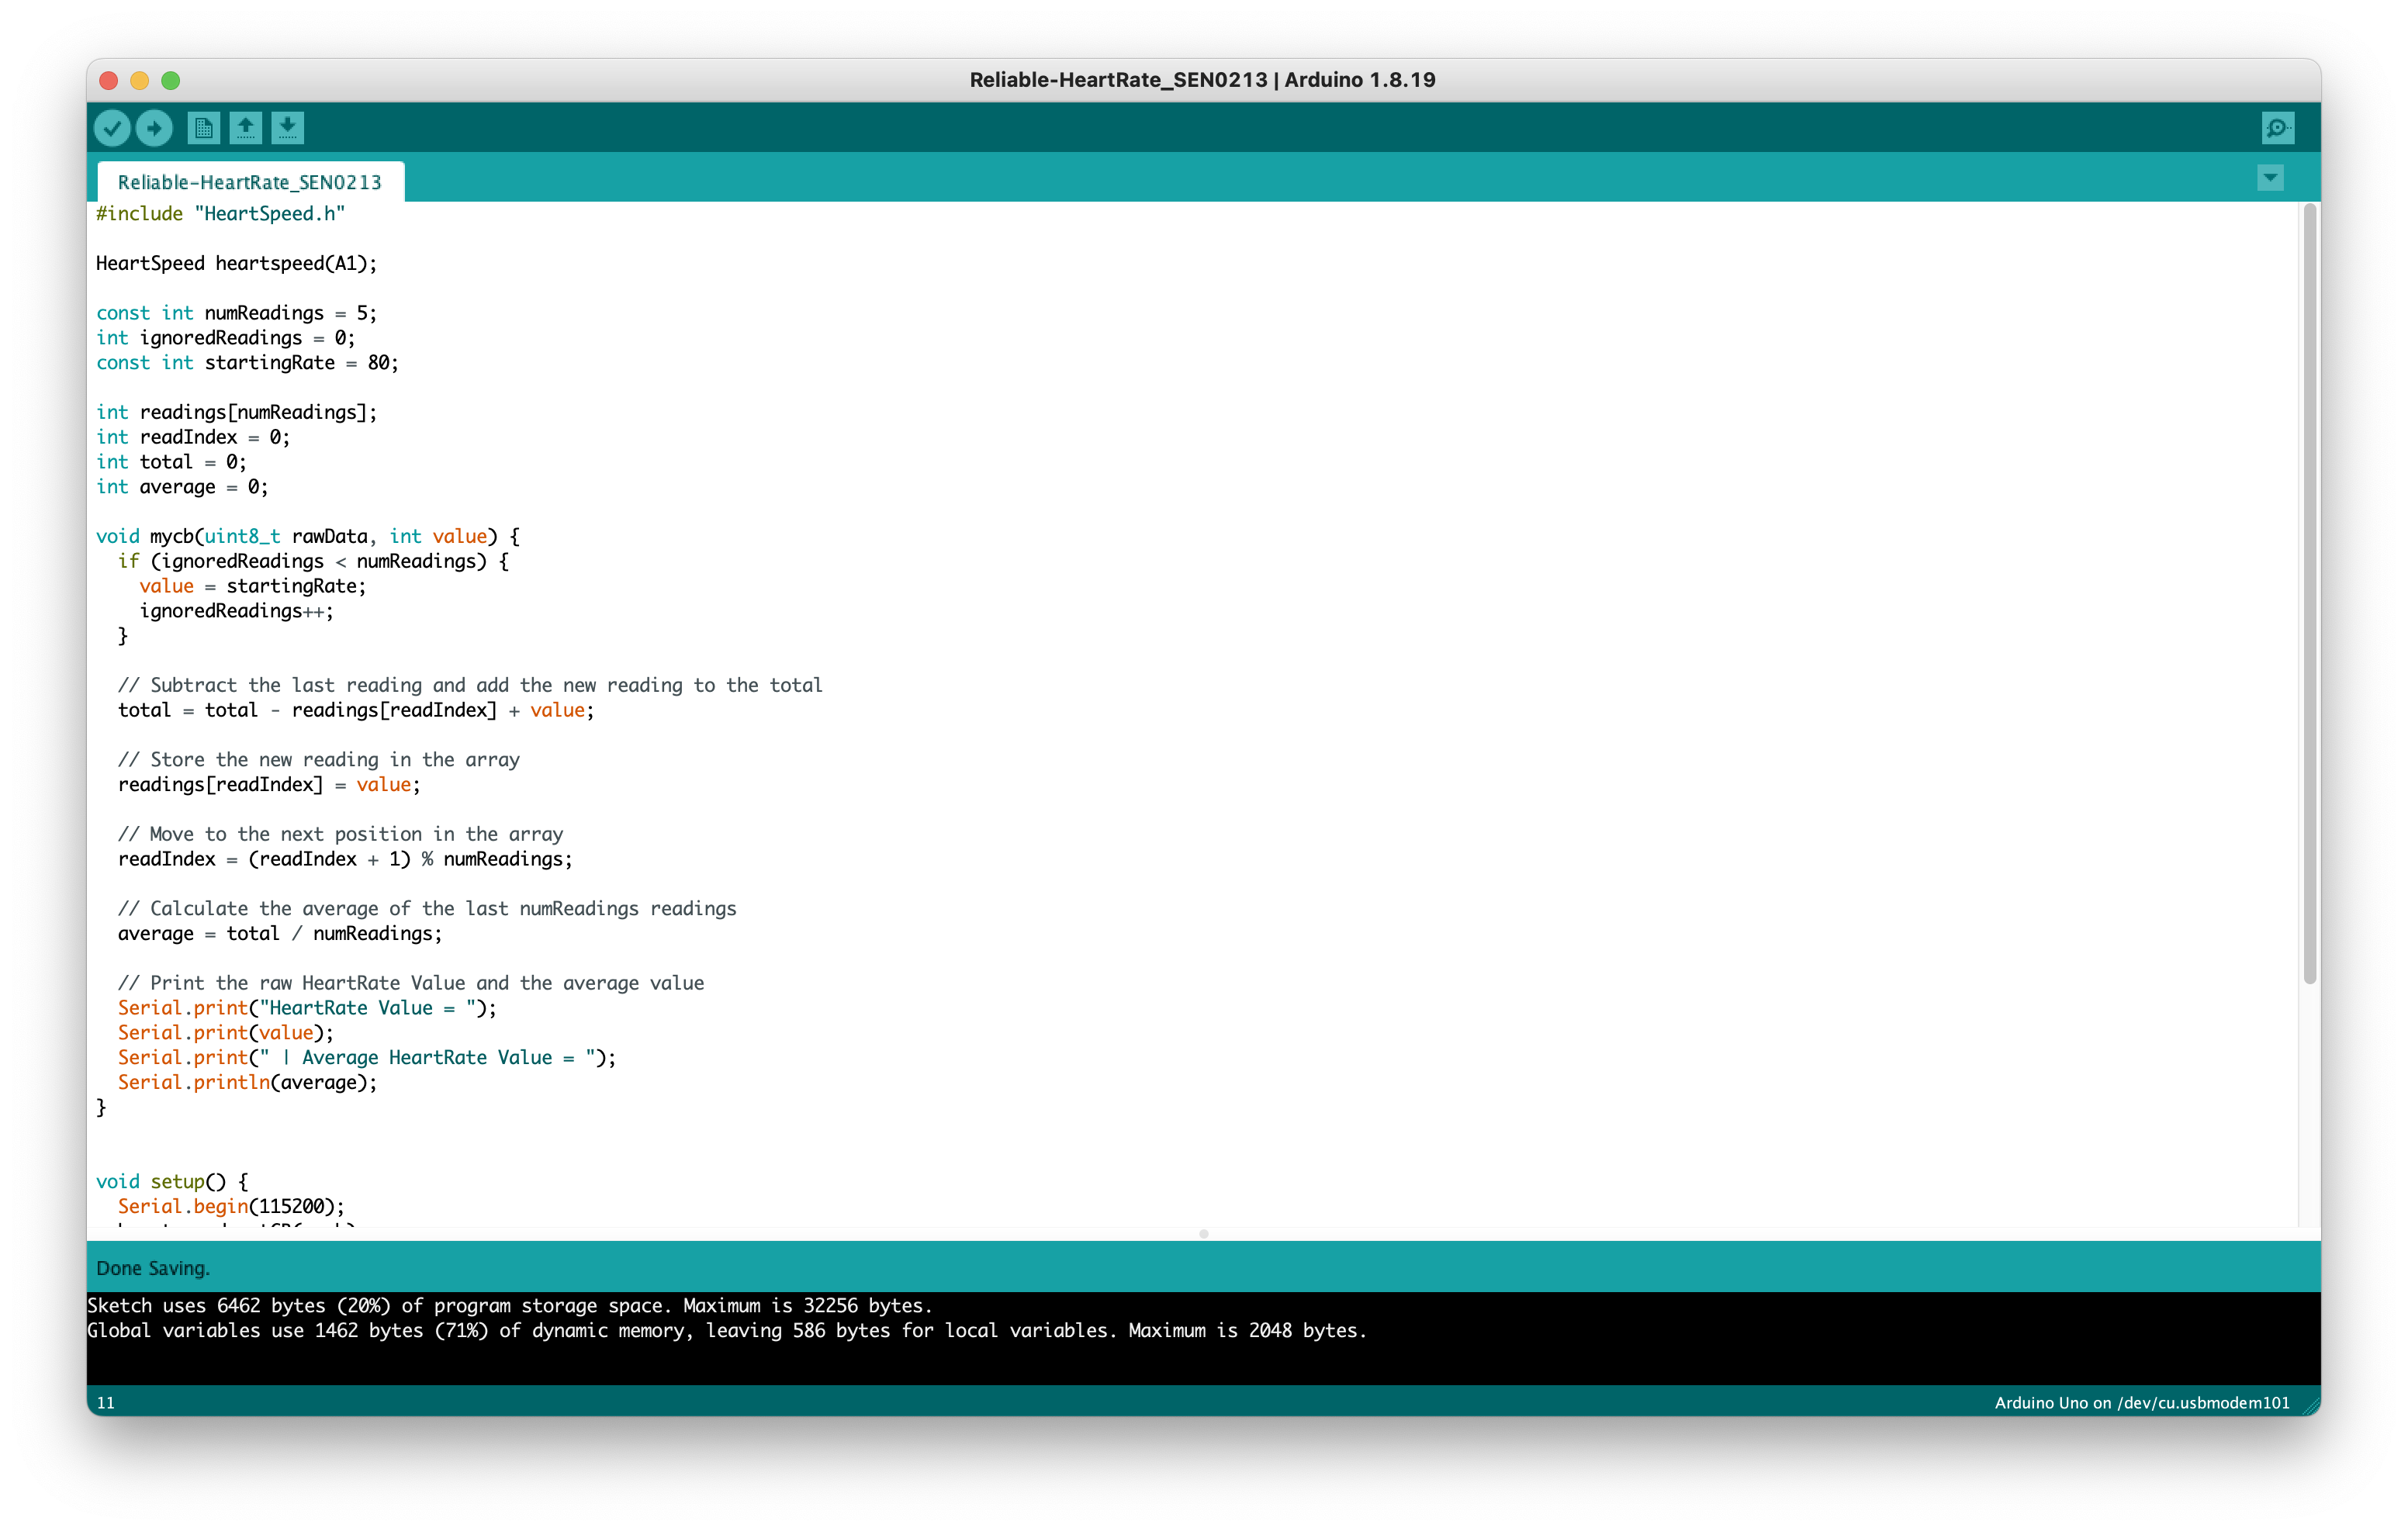 Reliable-HeartRate_SEN0213 | Arduino 1.8.19
Reliable-HeartRate_SEN0213
#include "HeartSpeed.h"
HeartSpeed heartspeed(A1);
const int numReadings = 5;
int ignoredReadings = 0;
const int startingRate = 80;
int readings[numReadings];
int readIndex = 0;
int total = 0;
int average = 0;
void mycb(uint8_t rawData, int value) {
  if (ignoredReadings < numReadings) {
    value = startingRate;
    ignoredReadings++;
  }
  // Subtract the last reading and add the new reading to the total
  total = total - readings[readIndex] + value;
  // Store the new reading in the array
  readings[readIndex] = value;
  // Move to the next position in the array
  readIndex = (readIndex + 1) % numReadings;
  // Calculate the average of the last numReadings readings
  average = total / numReadings;
  // Print the raw HeartRate Value and the average value
  Serial.print("HeartRate Value = ");
  Serial.print(value);
  Serial.print(" | Average HeartRate Value = ");
  Serial.println(average);
}
void setup() {
  Serial.begin(115200);
Done Saving.
Sketch uses 6462 bytes (20%) of program storage space. Maximum is 32256 bytes.
Global variables use 1462 bytes (71%) of dynamic memory, leaving 586 bytes for local variables. Maximum is 2048 bytes.
11
Arduino Uno on /dev/cu.usbmodem101